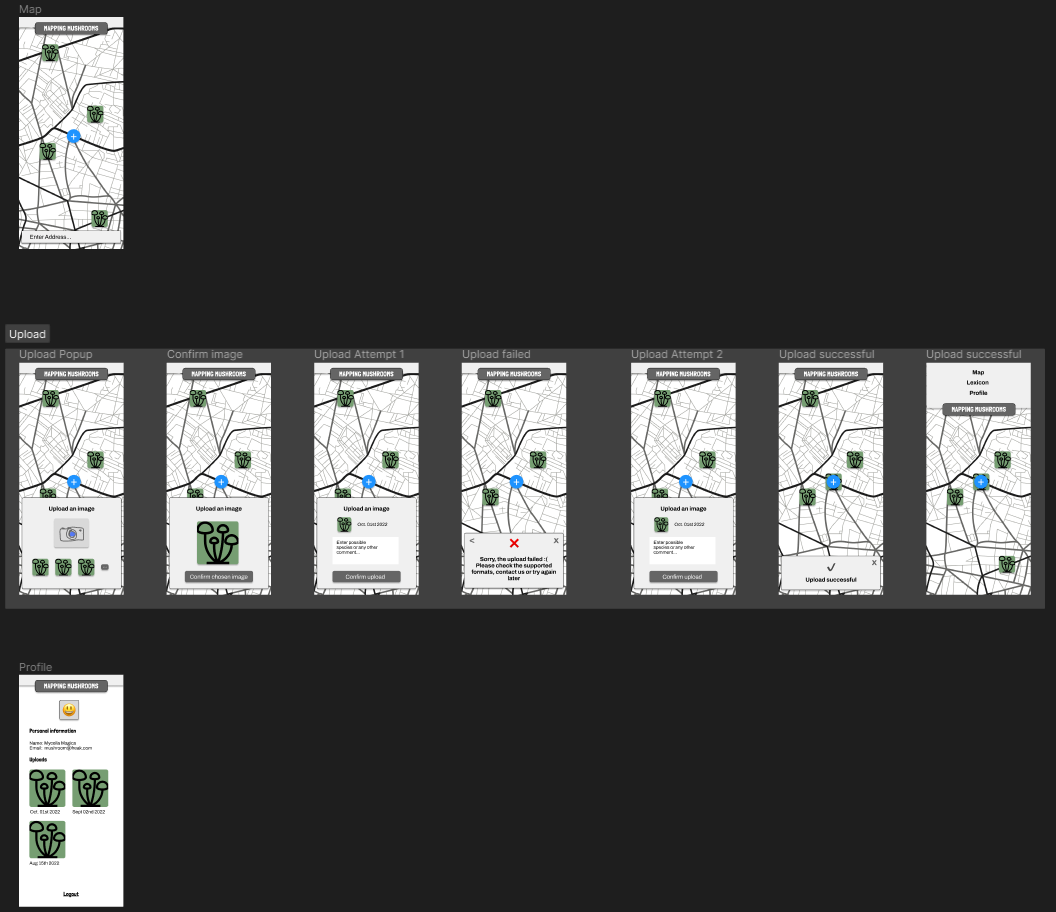 Map
MAPPING MUSHROOMS
Enter Address...
Upload
Upload Popup
MAPPING MUSHROOMS
Upload an image
Confirm image
MAPPING MUSHROOMS
Upload an image
Confirm chosen image
Upload Attempt 1
MAPPING MUSHROOMS
Upload an image
Oct. 01st 2022
Enter possible
species or any other
comment...
Confirm upload
Upload failed
MAPPING MUSHROOMS
<
X
Sorry, the upload failed :(
Please check the supported
formats, contact us or try again
later
Upload Attempt 2
MAPPING MUSHROOMS
Upload an image
Oct. 01st 2022
Enter possible
species or any other
comment...
Confirm upload
Upload successful
MAPPING MUSHROOMS
X
Upload successful
Upload successful
Map
Lexicon
Profile
MAPPING MUSHROOMS
Profile
MAPPING MUSHROOMS
Personal information
Name: Mycelia Magica
Email: mushroom@freak.com
Uploads
Oct. 01st 2022
Sept 02nd 2022
Aug 15th 2022
Logout